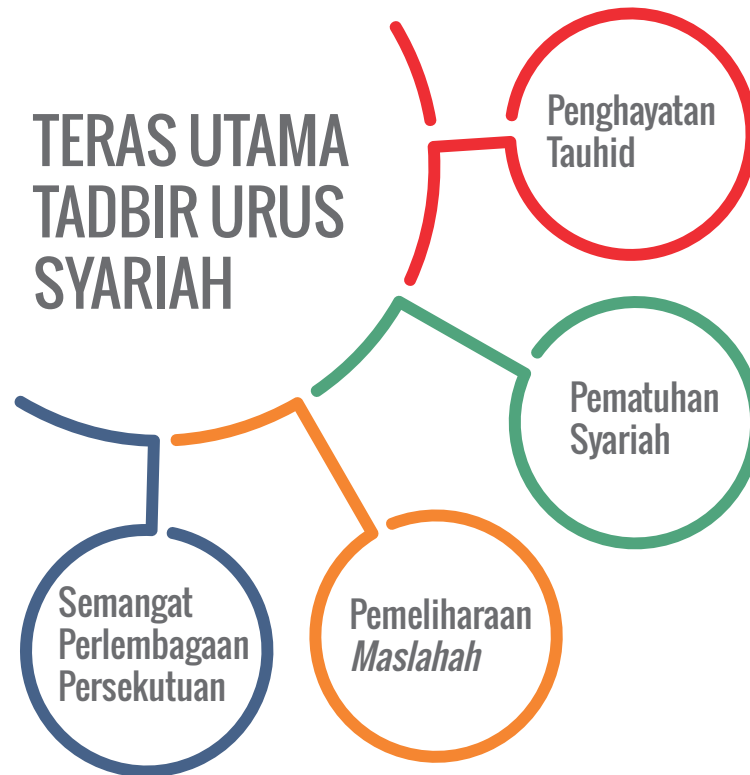 TERAS UTAMA
TADBIR URUS
SYARIAH
Penghayatan
Tauhid
Pematuhan
Syariah
Pemeliharaan
Maslahah
Semangat
Perlembagaan
Persekutuan